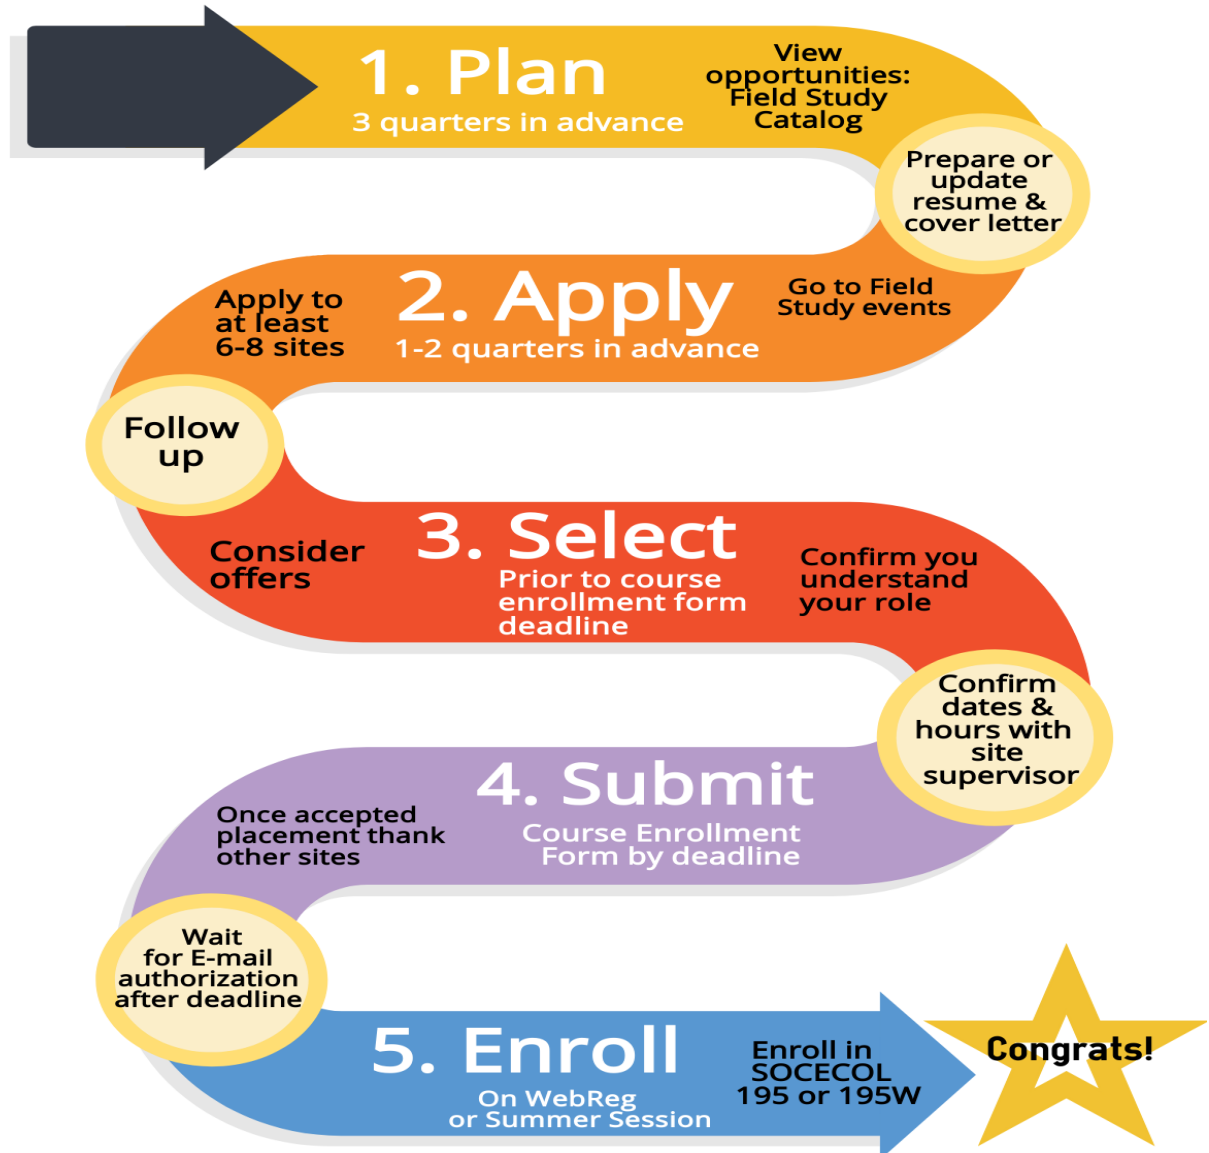 1. Plan
3 quarters in advance
View
opportunities:
Field Study
Catalog
Prepare or
update
resume &
cover letter
Go to Field
Study events
2. Apply
1-2 quarters in advance
Apply to
at least
6-8 sites
Follow
up
Consider
offers
3. Select
Prior to course
enrollment form
deadline
Confirm you
understand
your role
Confirm
dates &
hours with
site
supervisor
4. Submit
Course Enrollment
Form by deadline
Once accepted
placement thank
other sites
Wait
for E-mail
authorization
after deadline
5. Enroll
On WebReg
or Summer Session
Enroll in
SOCECOL
195 or 195W
Congrats!